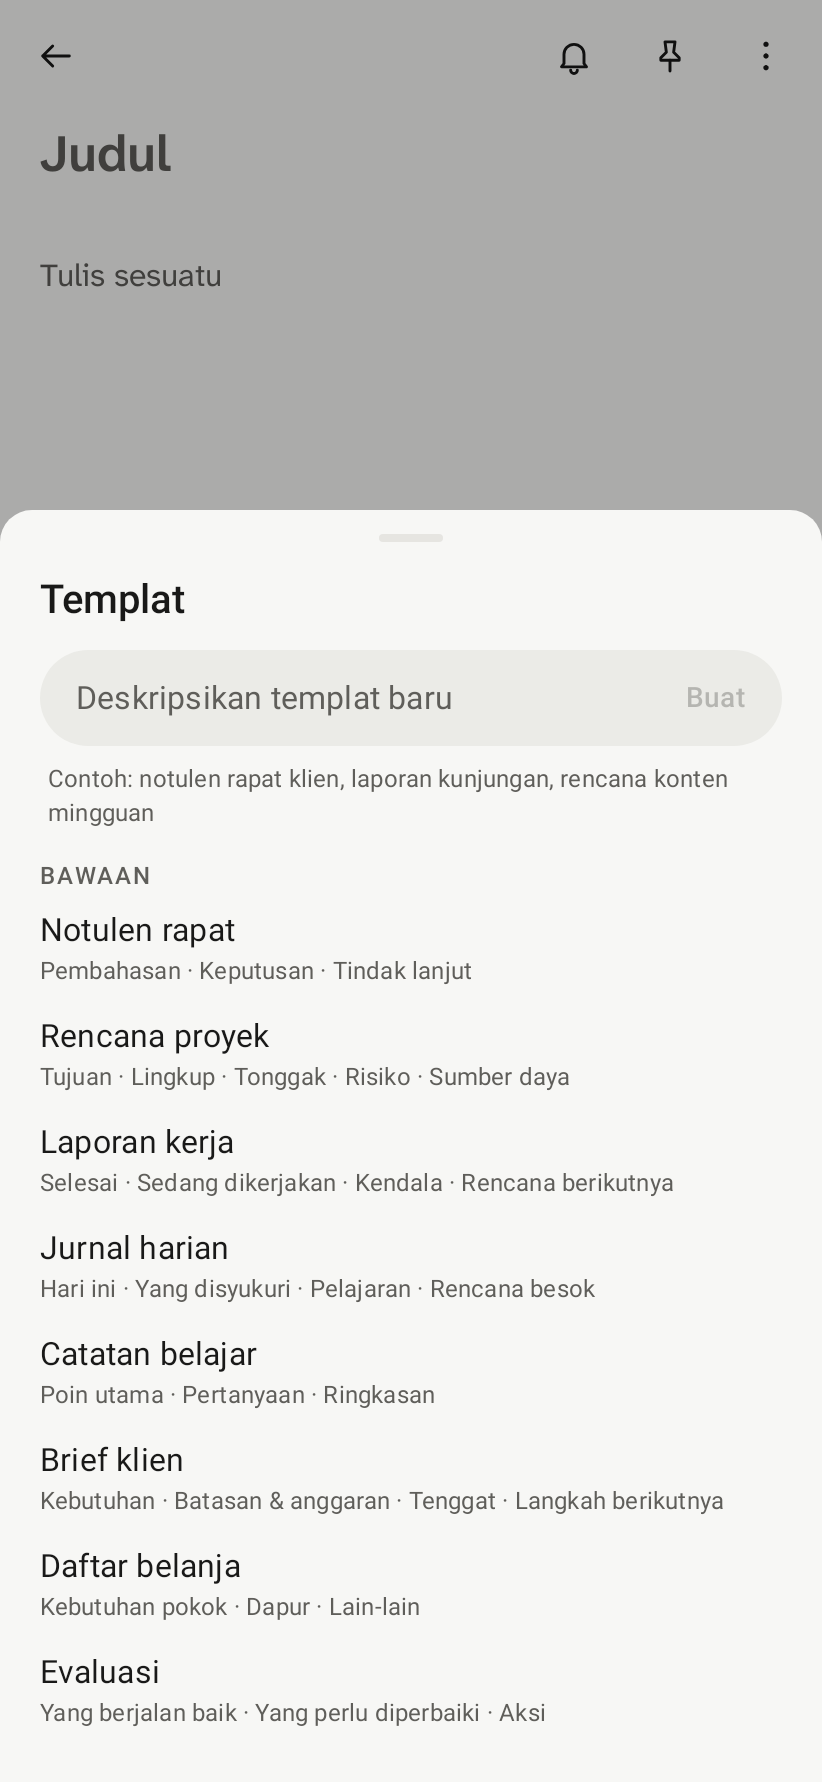 Judul
Tulis sesuatu
Templat
Deskripsikan templat baru
Buat
Contoh: notulen rapat klien, laporan kunjungan, rencana konten
mingguan
BAWAAN
Notulen rapat
Pembahasan · Keputusan · Tindak lanjut
Rencana proyek
Tujuan · Lingkup · Tonggak · Risiko · Sumber daya
Laporan kerja
Selesai · Sedang dikerjakan · Kendala · Rencana berikutnya
Jurnal harian
Hari ini · Yang disyukuri · Pelajaran · Rencana besok
Catatan belajar
Poin utama · Pertanyaan · Ringkasan
Brief klien
Kebutuhan · Batasan & anggaran · Tenggat · Langkah berikutnya
Daftar belanja
Kebutuhan pokok · Dapur · Lain-lain
Evaluasi
Yang berjalan baik · Yang perlu diperbaiki · Aksi